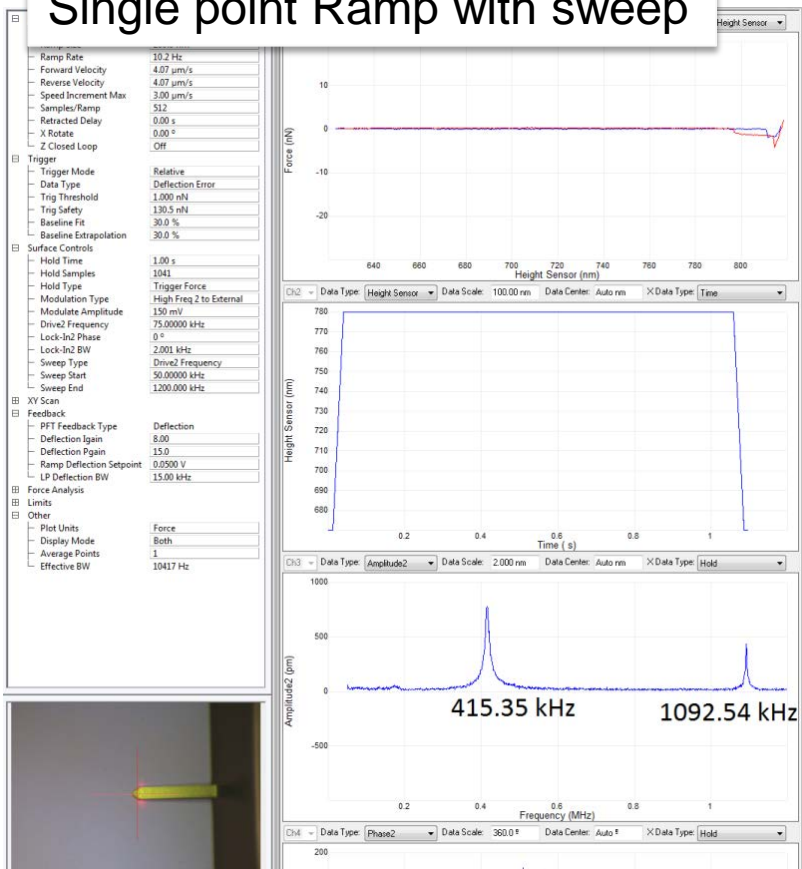 Single point Ramp with sweep
Height Sensor
Ramp Rate 10.2 Hz
Forward Velocity 4.07 µm/s
Reverse Velocity 4.07 µm/s
Speed Increment Max 3.00 µm/s
Samples/Ramp 512
Retracted Delay 0.00 s
X Rotate 0.00 °
Z Closed Loop Off
Trigger
Trigger Mode Relative
Data Type Deflection Error
Trig Threshold 1.000 nN
Trig Safety 130.5 nN
Baseline Fit 30.0 %
Baseline Extrapolation 30.0 %
Surface Controls
Hold Time 1.00 s
Hold Samples 1041
Hold Type Trigger Force
Modulation Type High Freq 2 to External
Modulate Amplitude 150 mV
Drive2 Frequency 75.00000 kHz
Lock-In2 Phase 0 °
Lock-In2 BW 2.001 kHz
Sweep Type Drive2 Frequency
Sweep Start 50.00000 kHz
Sweep End 1200.000 kHz
XY Scan
Feedback
PFT Feedback Type Deflection
Deflection Igain 8.00
Deflection Pgain 15.0
Ramp Deflection Setpoint 0.0500 V
LP Deflection BW 15.00 kHz
Force Analysis
Limits
Other
Plot Units Force
Display Mode Both
Average Points 1
Effective BW 10417 Hz
10
0
-10
-20
Force (nN)
640 660 680 700 720 740 760 780 800
Height Sensor (nm)
Ch2 Data Type: Height Sensor Data Scale: 100.00 nm Data Center: Auto nm X Data Type: Time
780
770
760
750
740
730
720
710
700
690
680
Height Sensor (nm)
0.2 0.4 0.6 0.8 1
Time ( s)
Ch3 Data Type: Amplitude2 Data Scale: 2.000 nm Data Center: Auto nm X Data Type: Hold
1000
500
0
-500
Amplitude2 (pm)
415.35 kHz 1092.54 kHz
0.2 0.4 0.6 0.8 1
Frequency (MHz)
Ch4 Data Type: Phase2 Data Scale: 360.0 º Data Center: Auto º X Data Type: Hold
200